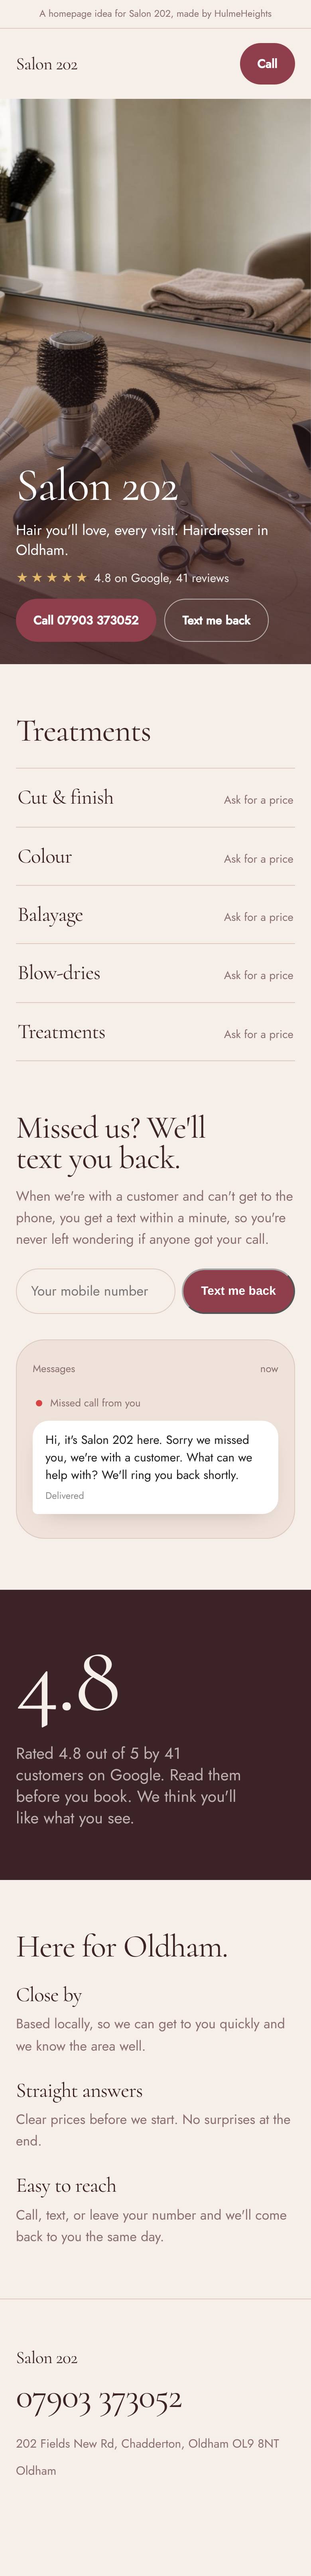 A homepage idea for Salon 202, made by HulmeHeights
Salon 202
Call
Salon 202
Hair you'll love, every visit. Hairdresser in
Oldham.
★★★★★ 4.8 on Google, 41 reviews
Call 07903 373052
Text me back
Treatments
Cut & finish Ask for a price
Colour Ask for a price
Balayage Ask for a price
Blow-dries Ask for a price
Treatments Ask for a price
Missed us? We'll
text you back.
When we're with a customer and can't get to the
phone, you get a text within a minute, so you're
never left wondering if anyone got your call.
Your mobile number
Text me back
Messages now
Missed call from you
Hi, it's Salon 202 here. Sorry we missed
you, we're with a customer. What can we
help with? We'll ring you back shortly.
Delivered
4.8
Rated 4.8 out of 5 by 41
customers on Google. Read them
before you book. We think you'll
like what you see.
Here for Oldham.
Close by
Based locally, so we can get to you quickly and
we know the area well.
Straight answers
Clear prices before we start. No surprises at the
end.
Easy to reach
Call, text, or leave your number and we'll come
back to you the same day.
Salon 202
07903 373052
202 Fields New Rd, Chadderton, Oldham OL9 8NT
Oldham